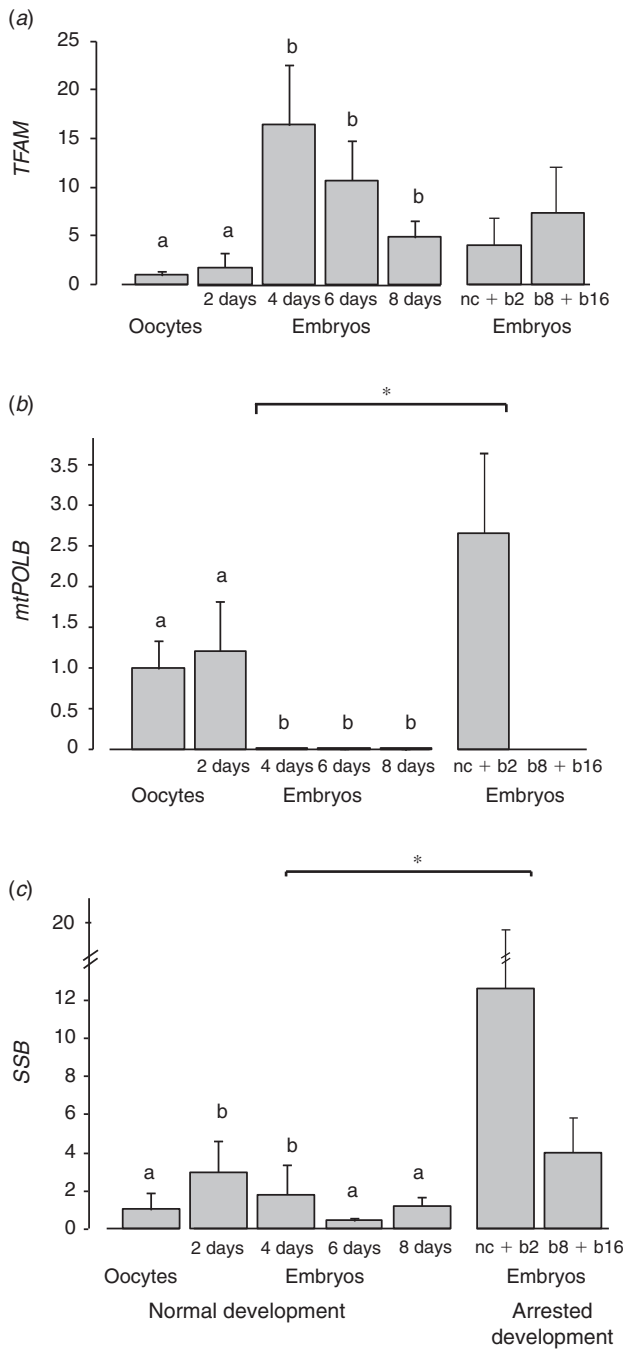 (a)
25
20
15
10
5
0
TFAM
a a b b b
2 days 4 days 6 days 8 days nc + b2 b8 + b16
Oocytes Embryos Embryos
(b)
*
3.5
3.0
2.5
2.0
1.5
1.0
0.5
0
mtPOLB
a a b b b
2 days 4 days 6 days 8 days nc + b2 b8 + b16
Oocytes Embryos Embryos
(c)
*
20
12
10
8
6
4
2
0
SSB
a b b a a
2 days 4 days 6 days 8 days nc + b2 b8 + b16
Oocytes Embryos Embryos
Normal development Arrested
development